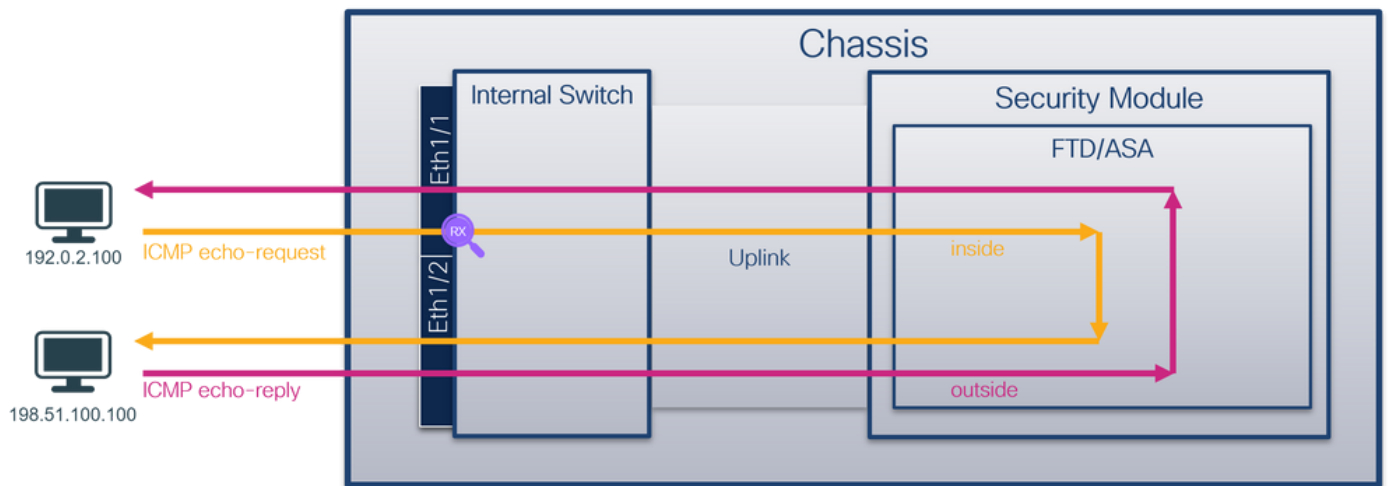 Chassis
Internal Switch
Security Module
FTD/ASA
Eth1/1
192.0.2.100
ICMP echo-request
RX
Uplink
inside
Eth1/2
198.51.100.100
ICMP echo-reply
outside